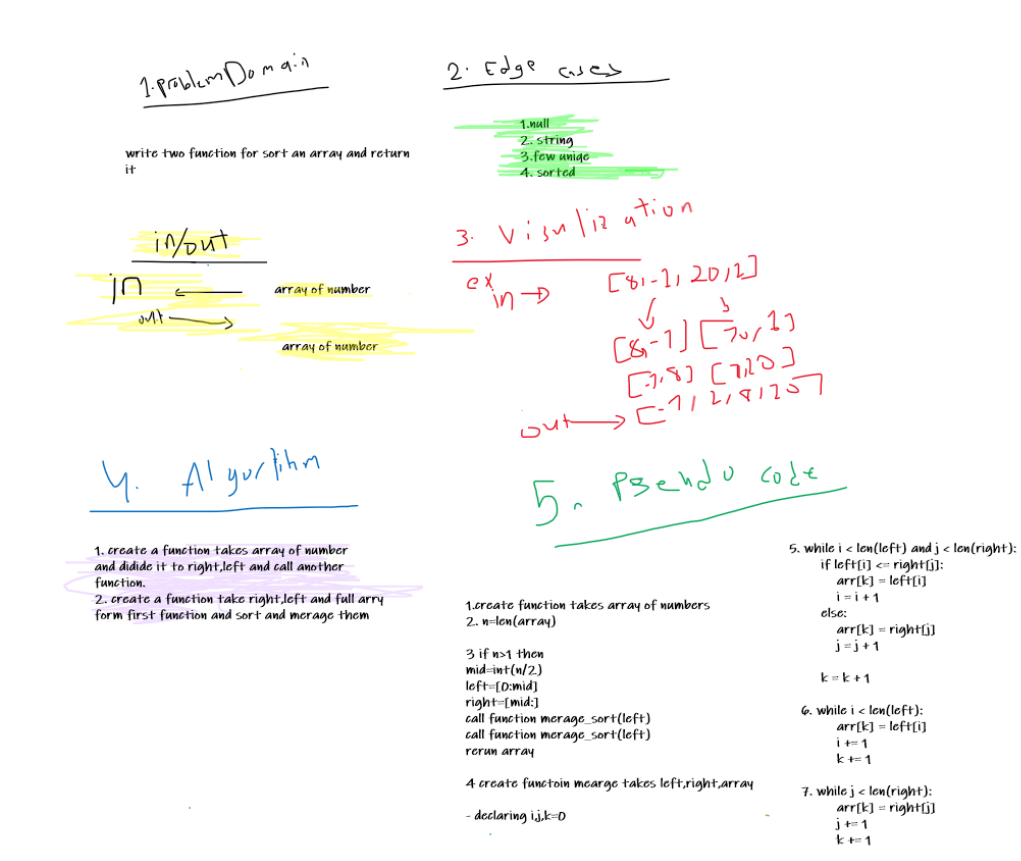 1.problem Domain
write two function for sort an array and return
it
in/out
in
array of number
out
array of number
2. Edge cases
1.null
2. string
3.few uniqe
4. sorted
3. Visulization
ex
in
[8,-1,20,2]
[8,-1] [20,2]
[-1,8] [2,20]
out [-1,2,8,20]
4. Algorithm
1. create a function takes array of number
and didide it to right,left and call another
function.
2. create a function take right,left and full arry
form first function and sort and merage them
5. Pseudo code
1.create function takes array of numbers
2. n=len(array)
3 if n>1 then
mid=int(n/2)
left=[0:mid]
right=[mid:]
call function merage_sort(left)
call function merage_sort(left)
rerun array
4 create functoin mearge takes left,right,array
- declaring i,j,k=0
5. while i < len(left) and j < len(right):
if left[i] <= right[j]:
arr[k] = left[i]
i = i + 1
else:
arr[k] = right[j]
j = j + 1
k = k + 1
6. while i < len(left):
arr[k] = left[i]
i += 1
k += 1
7. while j < len(right):
arr[k] = right[j]
j += 1
k += 1